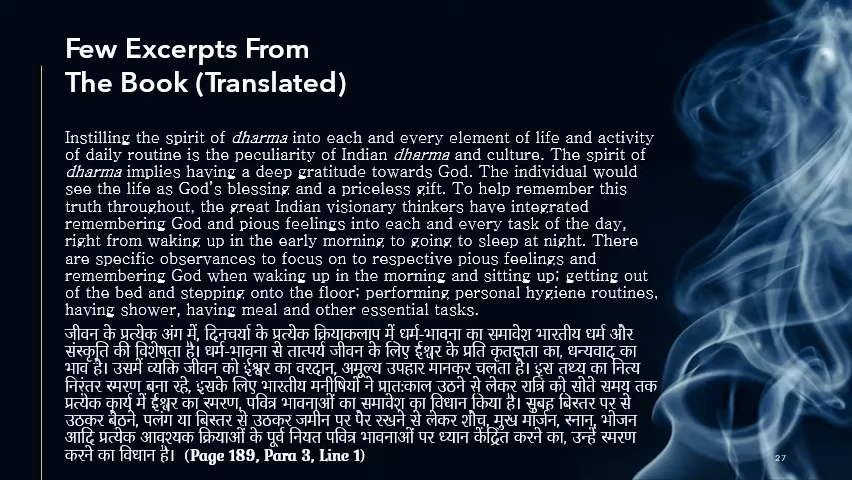 Few Excerpts From
The Book (Translated)
Instilling the spirit of dharma into each and every element of life and activity
of daily routine is the peculiarity of Indian dharma and culture. The spirit of
dharma implies having a deep gratitude towards God. The individual would
see the life as God's blessing and a priceless gift. To help remember this
truth throughout, the great Indian visionary thinkers have integrated
remembering God and pious feelings into each and every task of the day,
right from waking up in the early morning to going to sleep at night. There
are specific observances to focus on to respective pious feelings and
remembering God when waking up in the morning and sitting up; getting out
of the bed and stepping onto the floor; performing personal hygiene routines,
having shower, having meal and other essential tasks.
जीवन के प्रत्येक अंग में, दिनचर्या के प्रत्येक क्रियाकलाप में धर्म-भावना का समावेश भारतीय धर्म और
संस्कृति की विशेषता है। धर्म-भावना से तात्पर्य जीवन के लिए ईश्वर के प्रति कृतज्ञता का, धन्यवाद का
भाव है। उसमें व्यक्ति जीवन को ईश्वर का वरदान, अमूल्य उपहार मानकर चलता है। इस तथ्य का नित्य
निरंतर स्मरण बना रहे, इसके लिए भारतीय मनीषियों ने प्रात:काल उठने से लेकर रात्रि को सोते समय तक
प्रत्येक कार्य में ईश्वर का स्मरण, पवित्र भावनाओं का समावेश का विधान किया है। सुबह बिस्तर पर से
उठकर बैठने, पलंग या बिस्तर से उठकर जमीन पर पैर रखने से लेकर शौच, मुख मार्जन, स्नान, भोजन
आदि प्रत्येक आवश्यक क्रियाओं के पूर्व नियत पवित्र भावनाओं पर ध्यान केंद्रित करने का, उन्हें स्मरण
करने का विधान है। (Page 189, Para 3, Line 1)
27